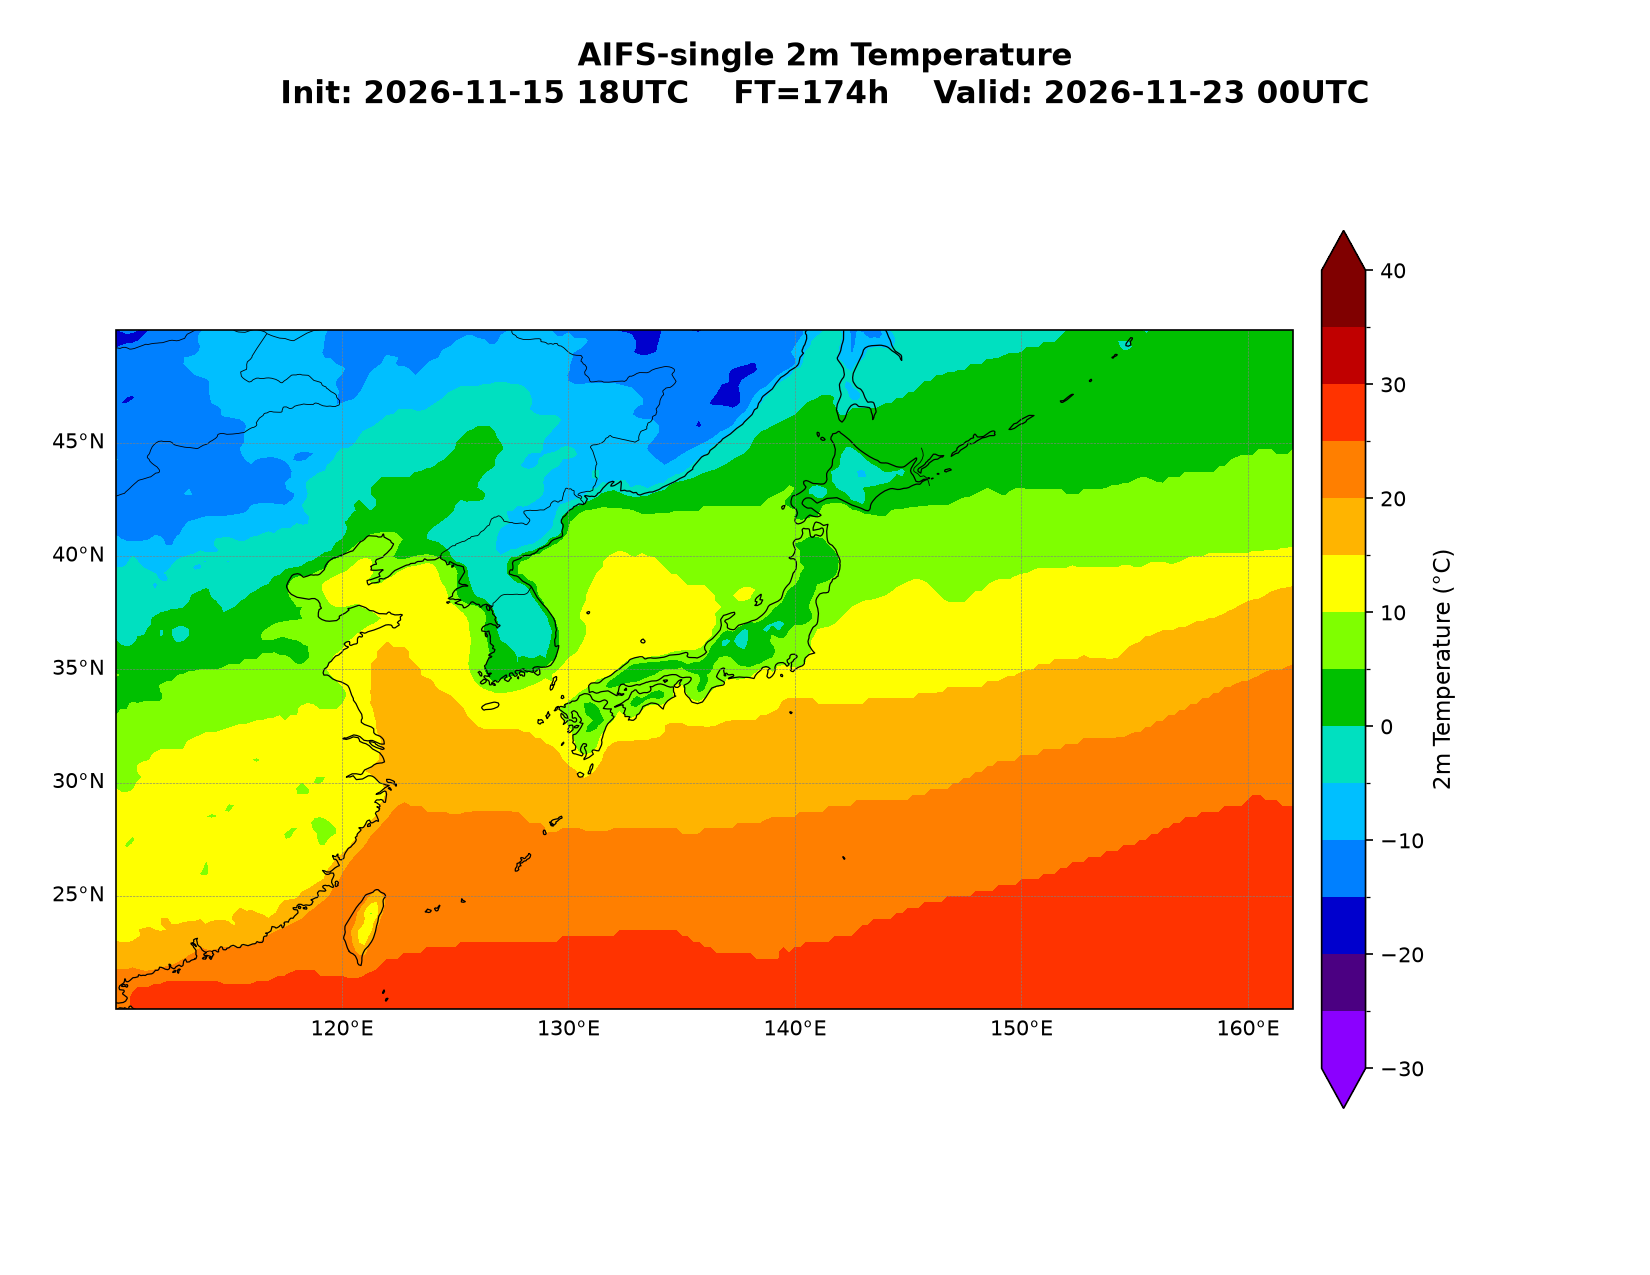 AIFS-single 2m Temperature
Init: 2026-11-15 18UTC    FT=174h    Valid: 2026-11-23 00UTC
45°N
40°N
35°N
30°N
25°N
120°E
130°E
140°E
150°E
160°E
40
30
20
10
0
−10
−20
−30
2m Temperature (°C)